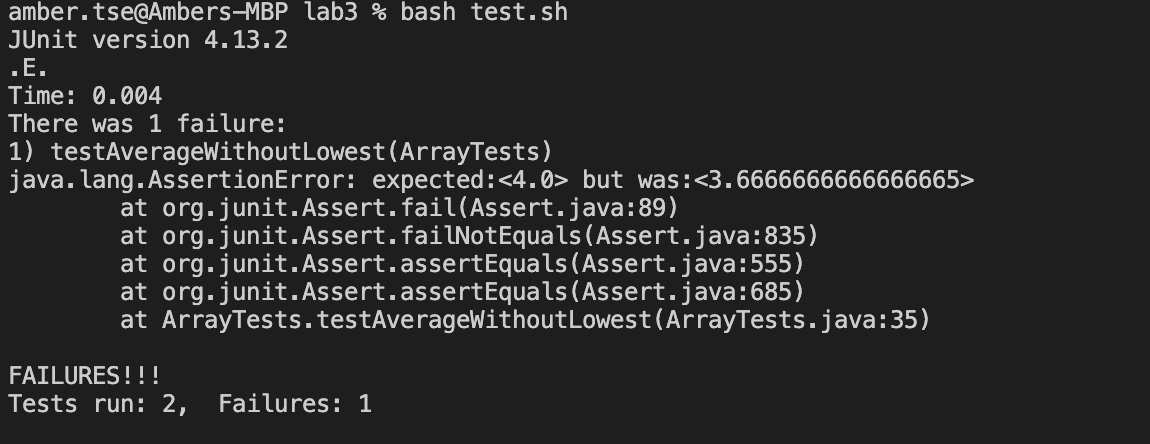 amber.tse@Ambers-MBP lab3 % bash test.sh
JUnit version 4.13.2
.E.
Time: 0.004
There was 1 failure:
1) testAverageWithoutLowest(ArrayTests)
java.lang.AssertionError: expected:<4.0> but was:<3.6666666666666665>
        at org.junit.Assert.fail(Assert.java:89)
        at org.junit.Assert.failNotEquals(Assert.java:835)
        at org.junit.Assert.assertEquals(Assert.java:555)
        at org.junit.Assert.assertEquals(Assert.java:685)
        at ArrayTests.testAverageWithoutLowest(ArrayTests.java:35)
FAILURES!!!
Tests run: 2,  Failures: 1